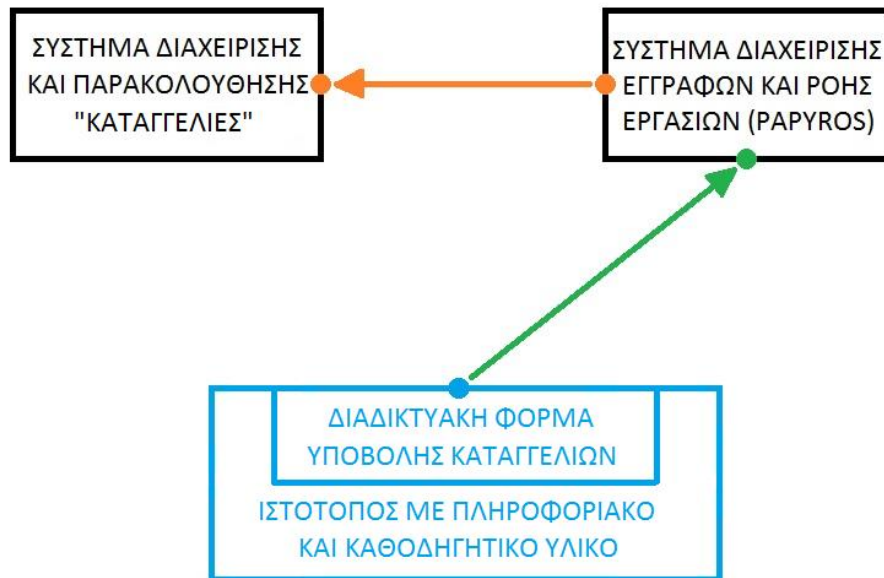 ΣΥΣΤΗΜΑ ΔΙΑΧΕΙΡΙΣΗΣ
ΚΑΙ ΠΑΡΑΚΟΛΟΥΘΗΣΗΣ
"ΚΑΤΑΓΓΕΛΙΕΣ"
ΣΥΣΤΗΜΑ ΔΙΑΧΕΙΡΙΣΗΣ
ΕΓΓΡΑΦΩΝ ΚΑΙ ΡΟΗΣ
ΕΡΓΑΣΙΩΝ (PAPYROS)
ΔΙΑΔΙΚΤΥΑΚΗ ΦΟΡΜΑ
ΥΠΟΒΟΛΗΣ ΚΑΤΑΓΓΕΛΙΩΝ
ΙΣΤΟΤΟΠΟΣ ΜΕ ΠΛΗΡΟΦΟΡΙΑΚΟ
ΚΑΙ ΚΑΘΟΔΗΓΗΤΙΚΟ ΥΛΙΚΟ